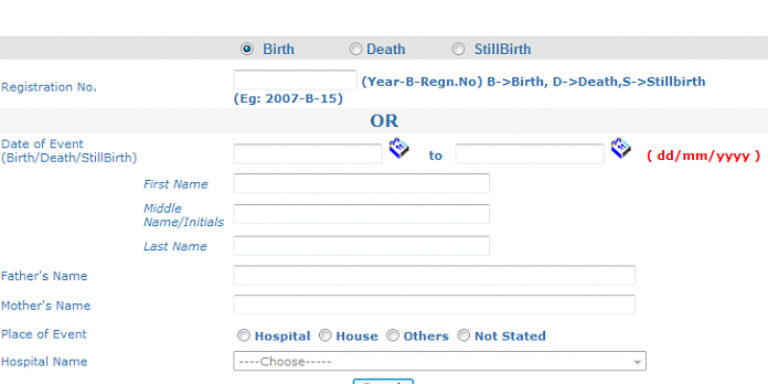 Birth Death StillBirth
Registration No. (Year-B-Regn.No) B->Birth, D->Death,S->Stillbirth
(Eg: 2007-B-15)
OR
Date of Event
(Birth/Death/StillBirth) to ( dd/mm/yyyy )
First Name
Middle
Name/Initials
Last Name
Father's Name
Mother's Name
Place of Event Hospital House Others Not Stated
Hospital Name ----Choose-----